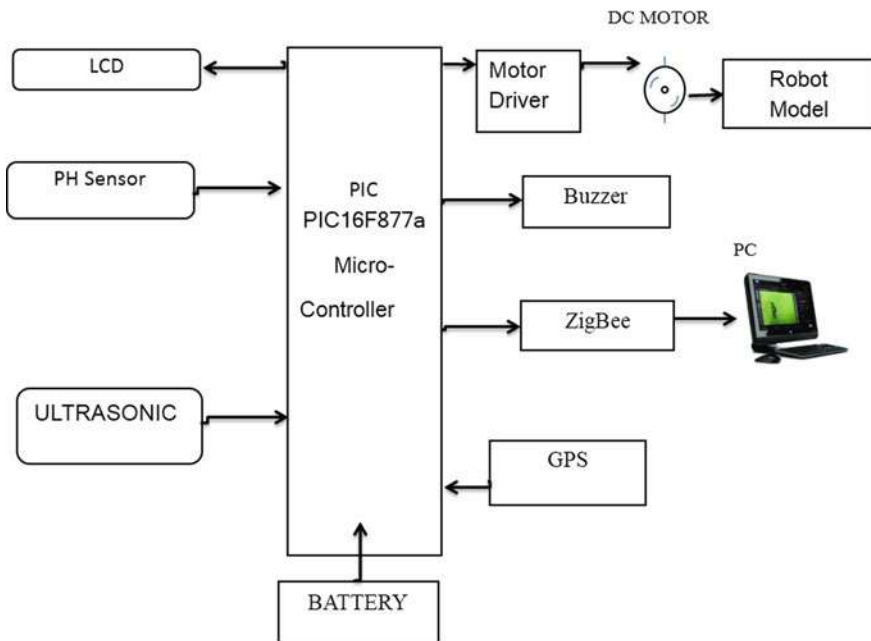 DC MOTOR
LCD
Motor
Driver
Robot
Model
PH Sensor
PIC
PIC16F877a
Micro-
Controller
Buzzer
PC
ZigBee
ULTRASONIC
GPS
BATTERY